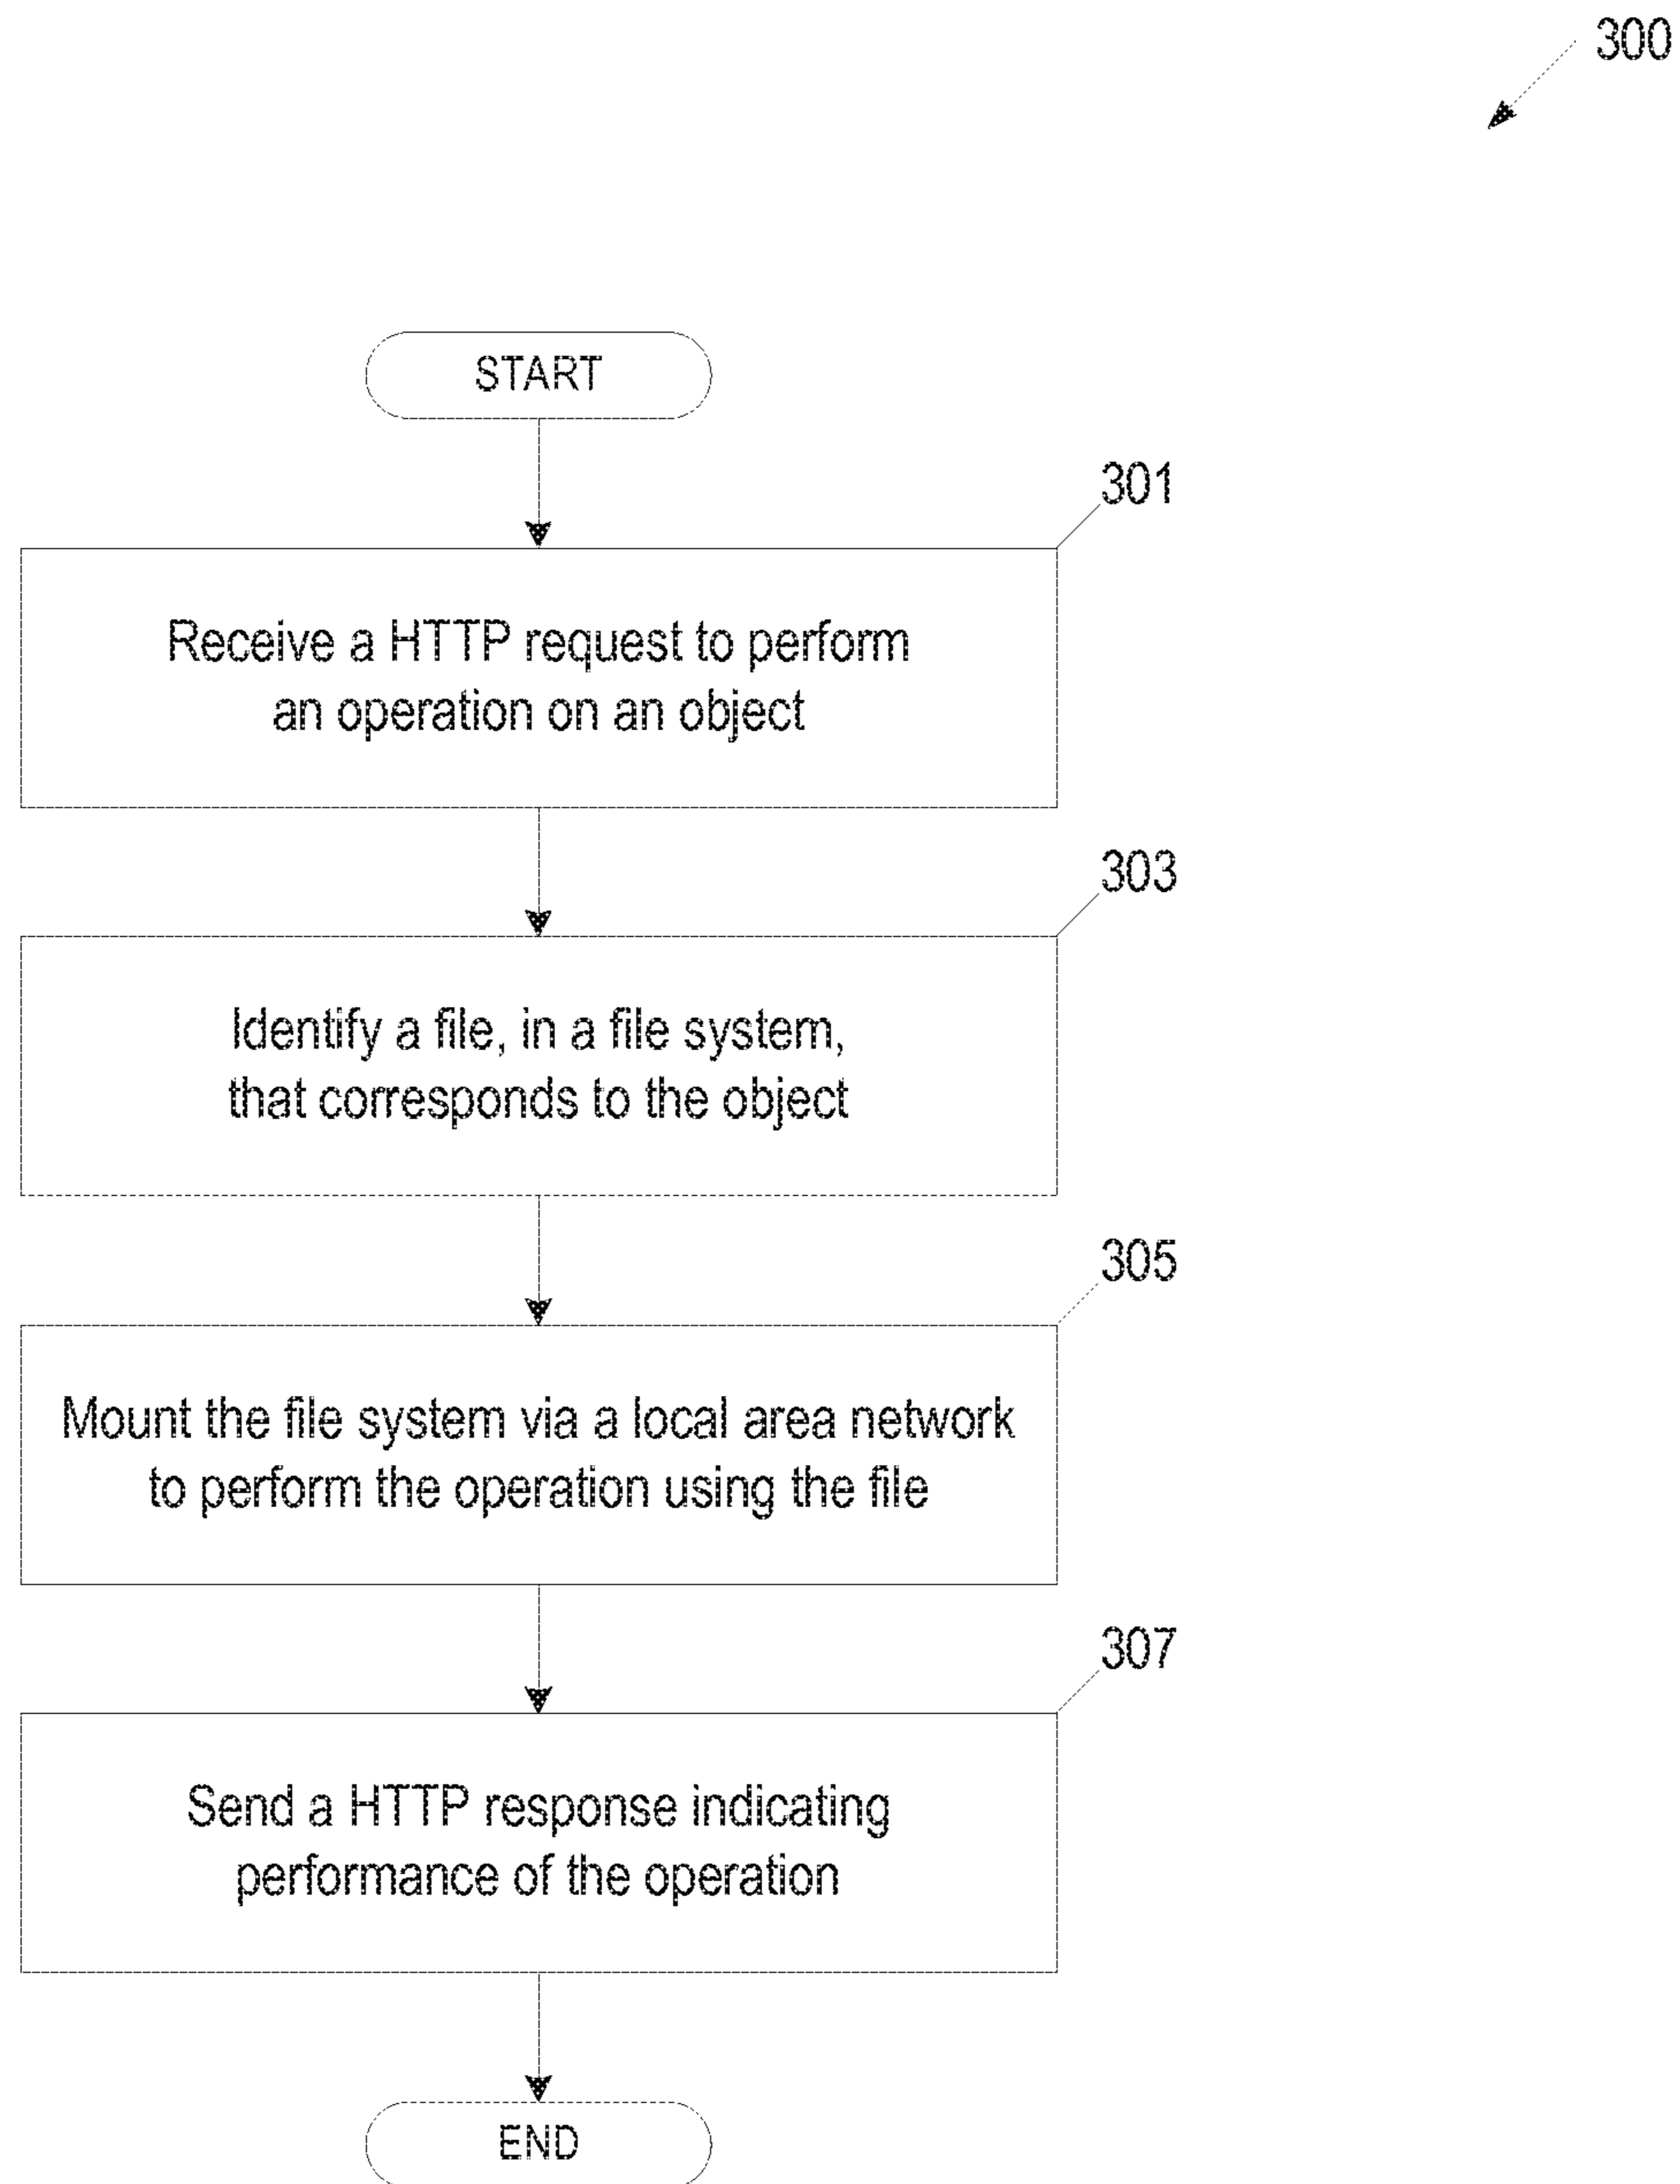 300
START
301
Receive a HTTP request to perform
an operation on an object
303
Identify a file, in a file system,
that corresponds to the object
305
Mount the file system via a local area network
to perform the operation using the file
307
Send a HTTP response indicating
performance of the operation
END